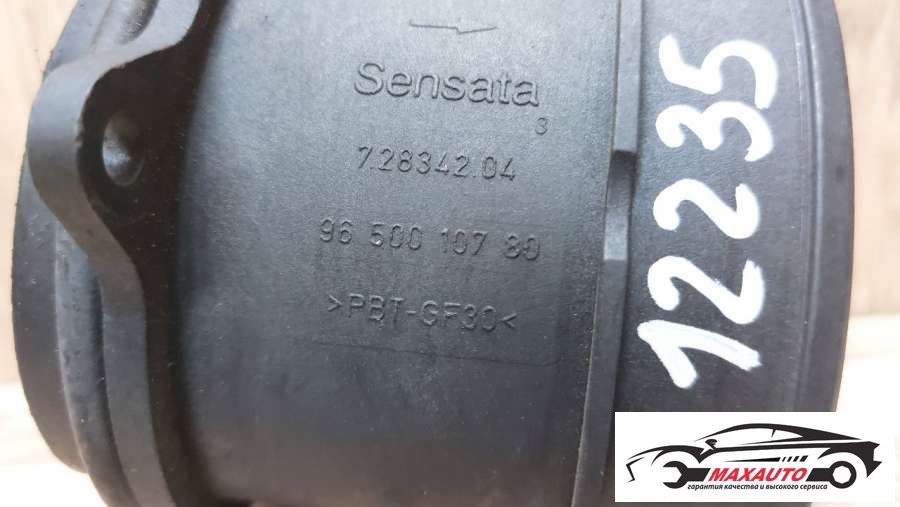 Sensata
3
7.28342.04
96 500 107 80
>PBT-GF30<
12235
MAXAUTO
гарантия качества и высокого сервиса